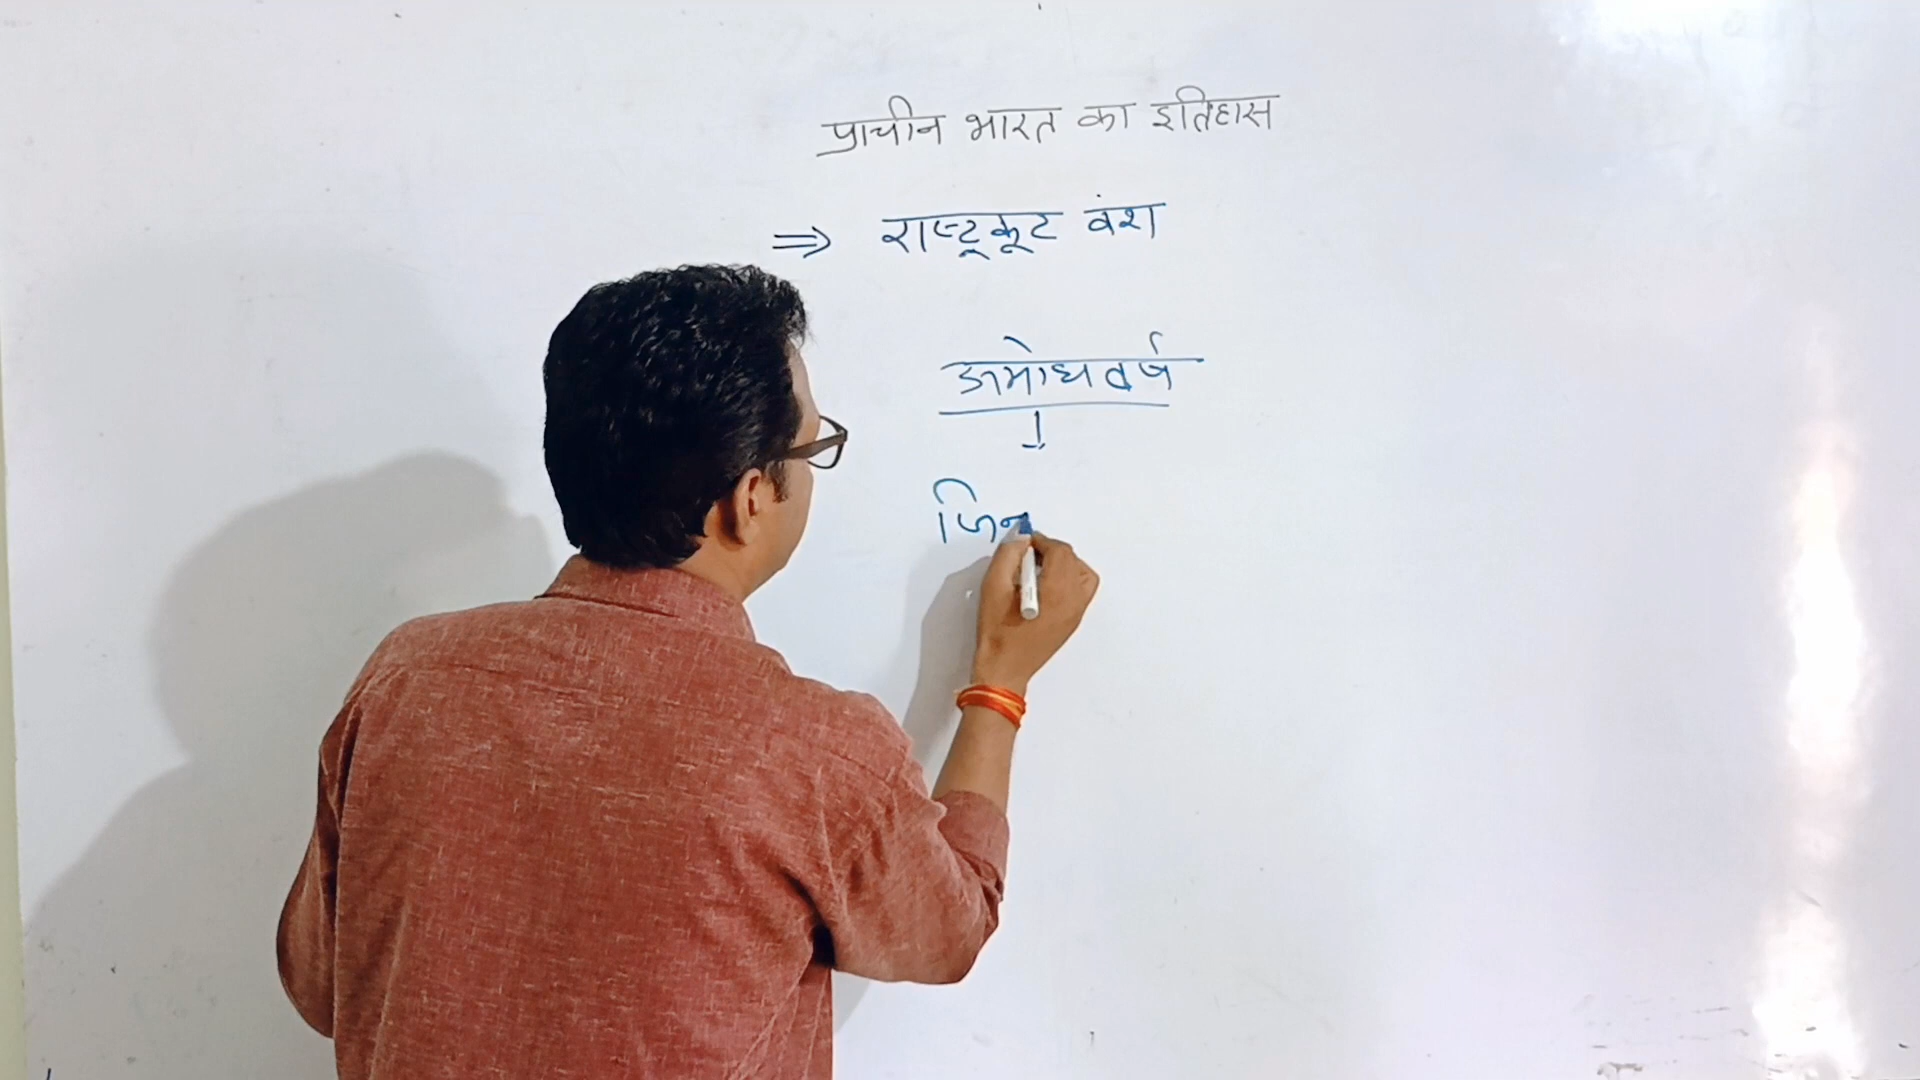 प्राचीन भारत का इतिहास
⇒ राष्ट्रकूट वंश
अमोघवर्ष
↓
जिन